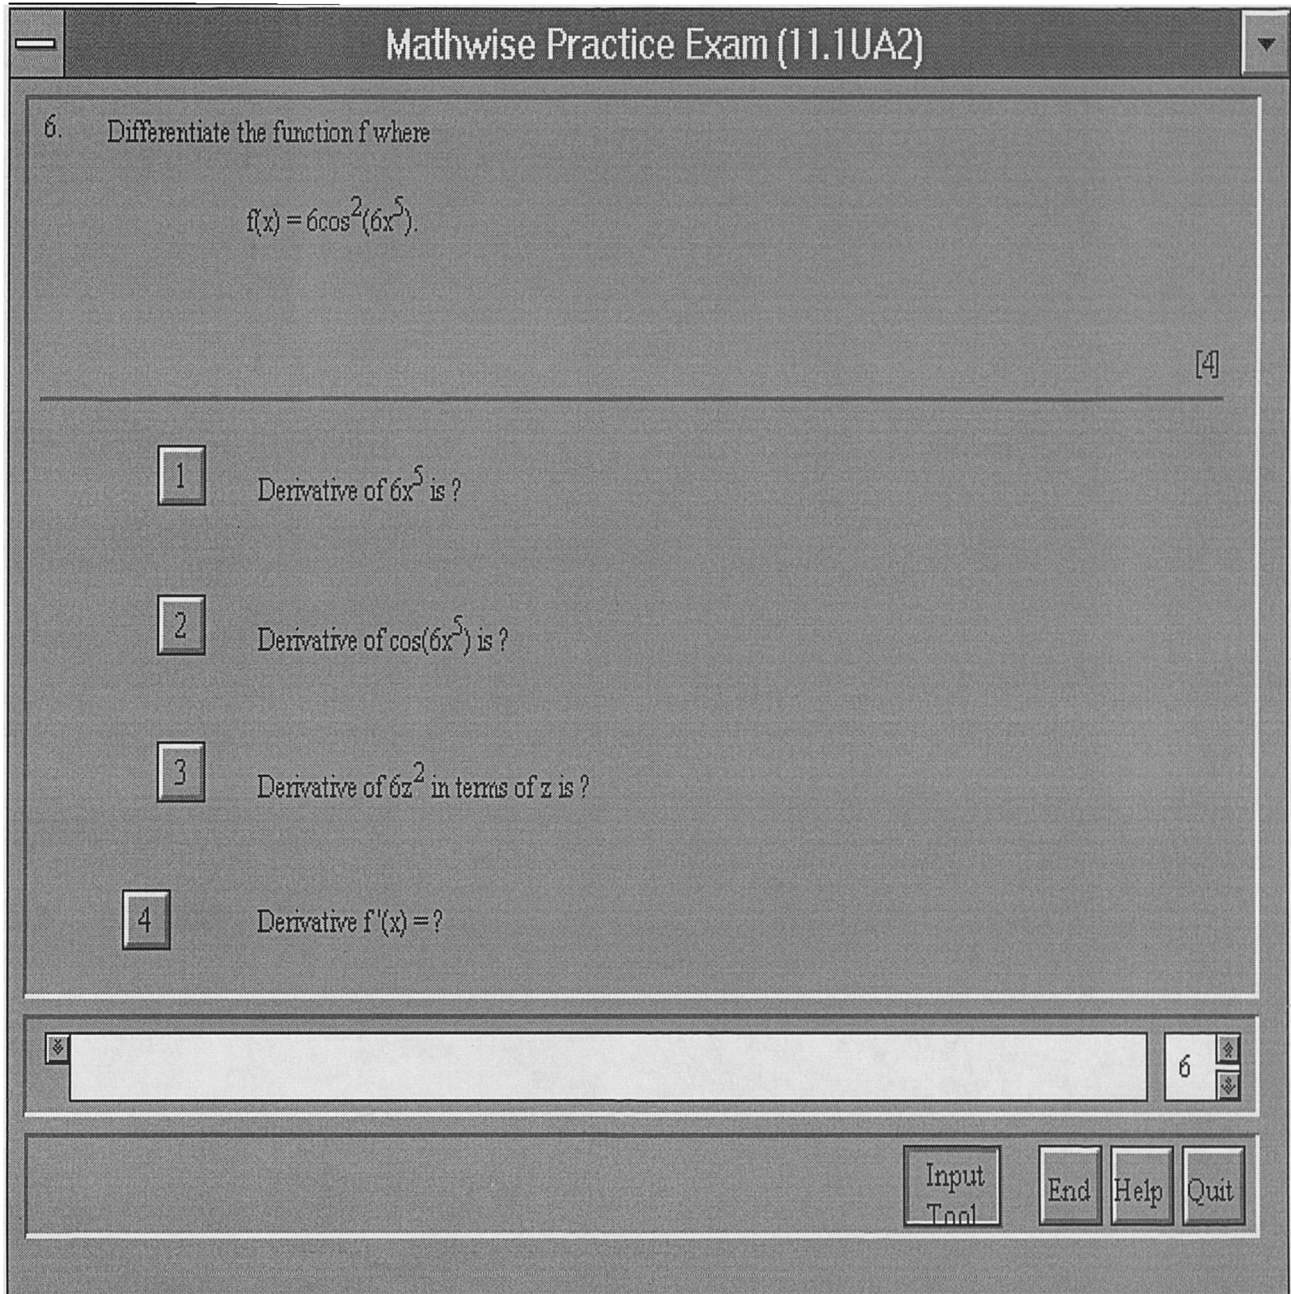 Mathwise Practice Exam (11.1UA2)
6. Differentiate the function f where
f(x) = 6cos²(6x⁵).
[4]
1 Derivative of 6x⁵ is ?
2 Derivative of cos(6x⁵) is ?
3 Derivative of 6z² in terms of z is ?
4 Derivative f '(x) = ?
6
Input
Tool
End Help Quit